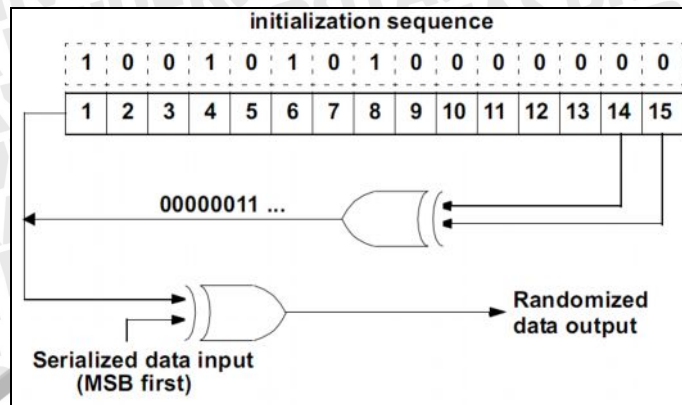 initialization sequence
1 0 0 1 0 1 0 1 0 0 0 0 0 0 0
1 2 3 4 5 6 7 8 9 10 11 12 13 14 15
00000011 ...
Randomized
data output
Serialized data input
(MSB first)